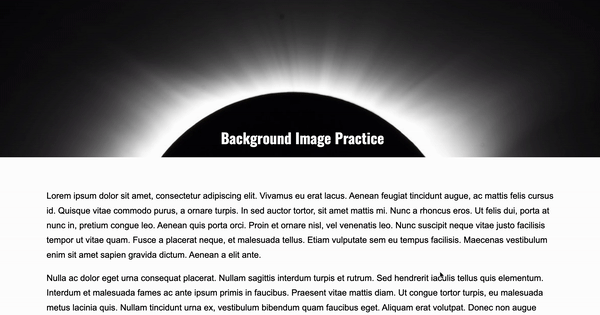 Background Image Practice
Lorem ipsum dolor sit amet, consectetur adipiscing elit. Vivamus eu erat lacus. Aenean feugiat tincidunt augue, ac mattis felis cursus
id. Quisque vitae commodo purus, a ornare turpis. In sed auctor tortor, sit amet mattis mi. Nunc a rhoncus eros. Ut felis dui, porta at
nunc in, pretium congue leo. Aenean quis porta orci. Proin et ornare nisl, vel venenatis leo. Nunc suscipit neque vitae justo facilisis
tempor ut vitae quam. Fusce a placerat neque, et malesuada tellus. Etiam vulputate sem eu tempus facilisis. Maecenas vestibulum
enim sit amet sapien gravida dictum. Aenean a elit ante.
Nulla ac dolor eget urna consequat placerat. Nullam sagittis interdum turpis et rutrum. Sed hendrerit iaculis tellus quis elementum.
Interdum et malesuada fames ac ante ipsum primis in faucibus. Praesent vitae mattis diam. Ut congue tortor turpis, eu malesuada
metus lacinia quis. Nullam tincidunt urna ex, vestibulum bibendum quam faucibus eget. Aliquam erat volutpat. Donec non augue